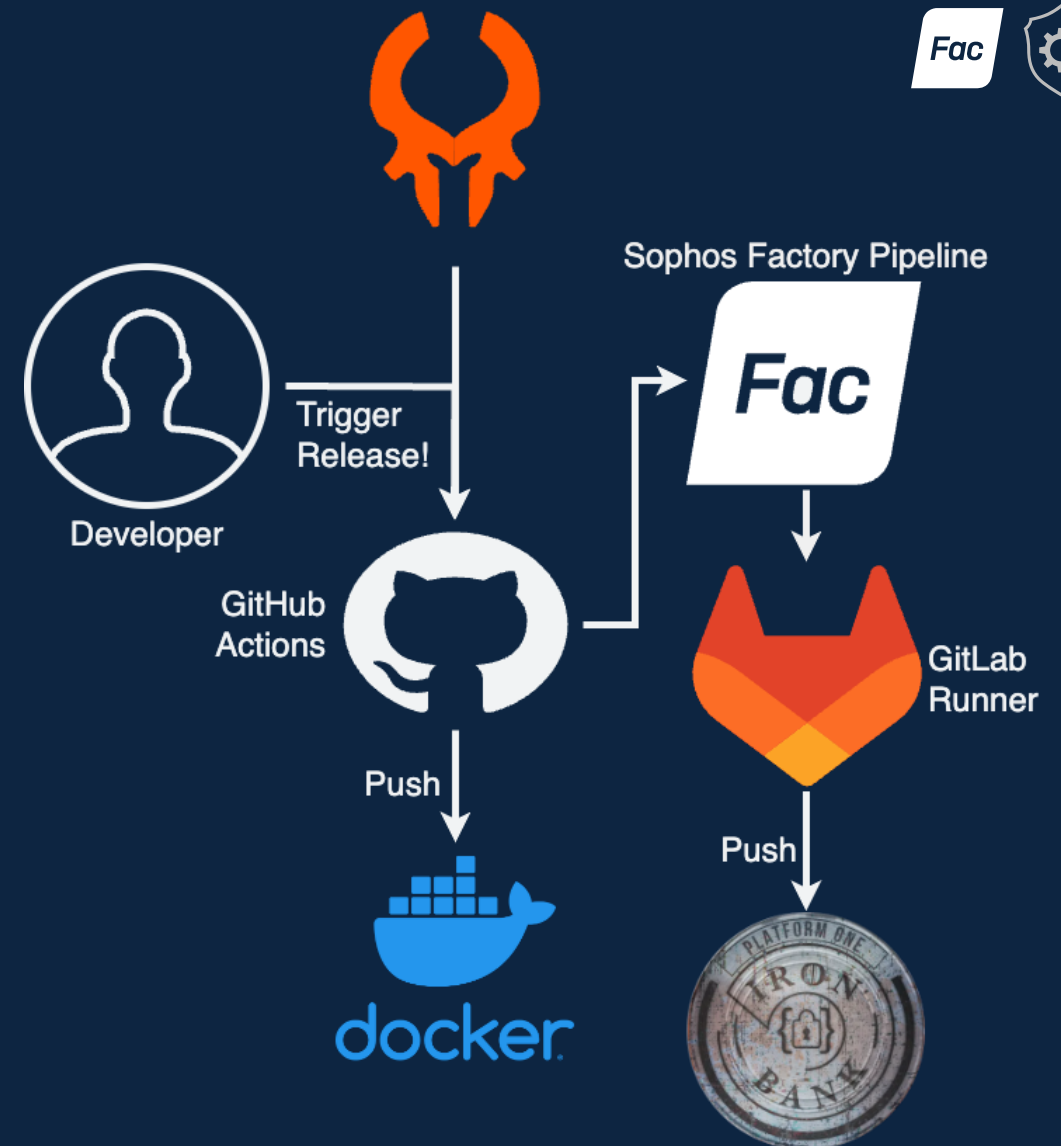 Fac
Sophos Factory Pipeline
Fac
Trigger
Release!
Developer
GitHub
Actions
GitLab
Runner
Push
docker.
Push
PLATFORM ONE
IRON
BANK